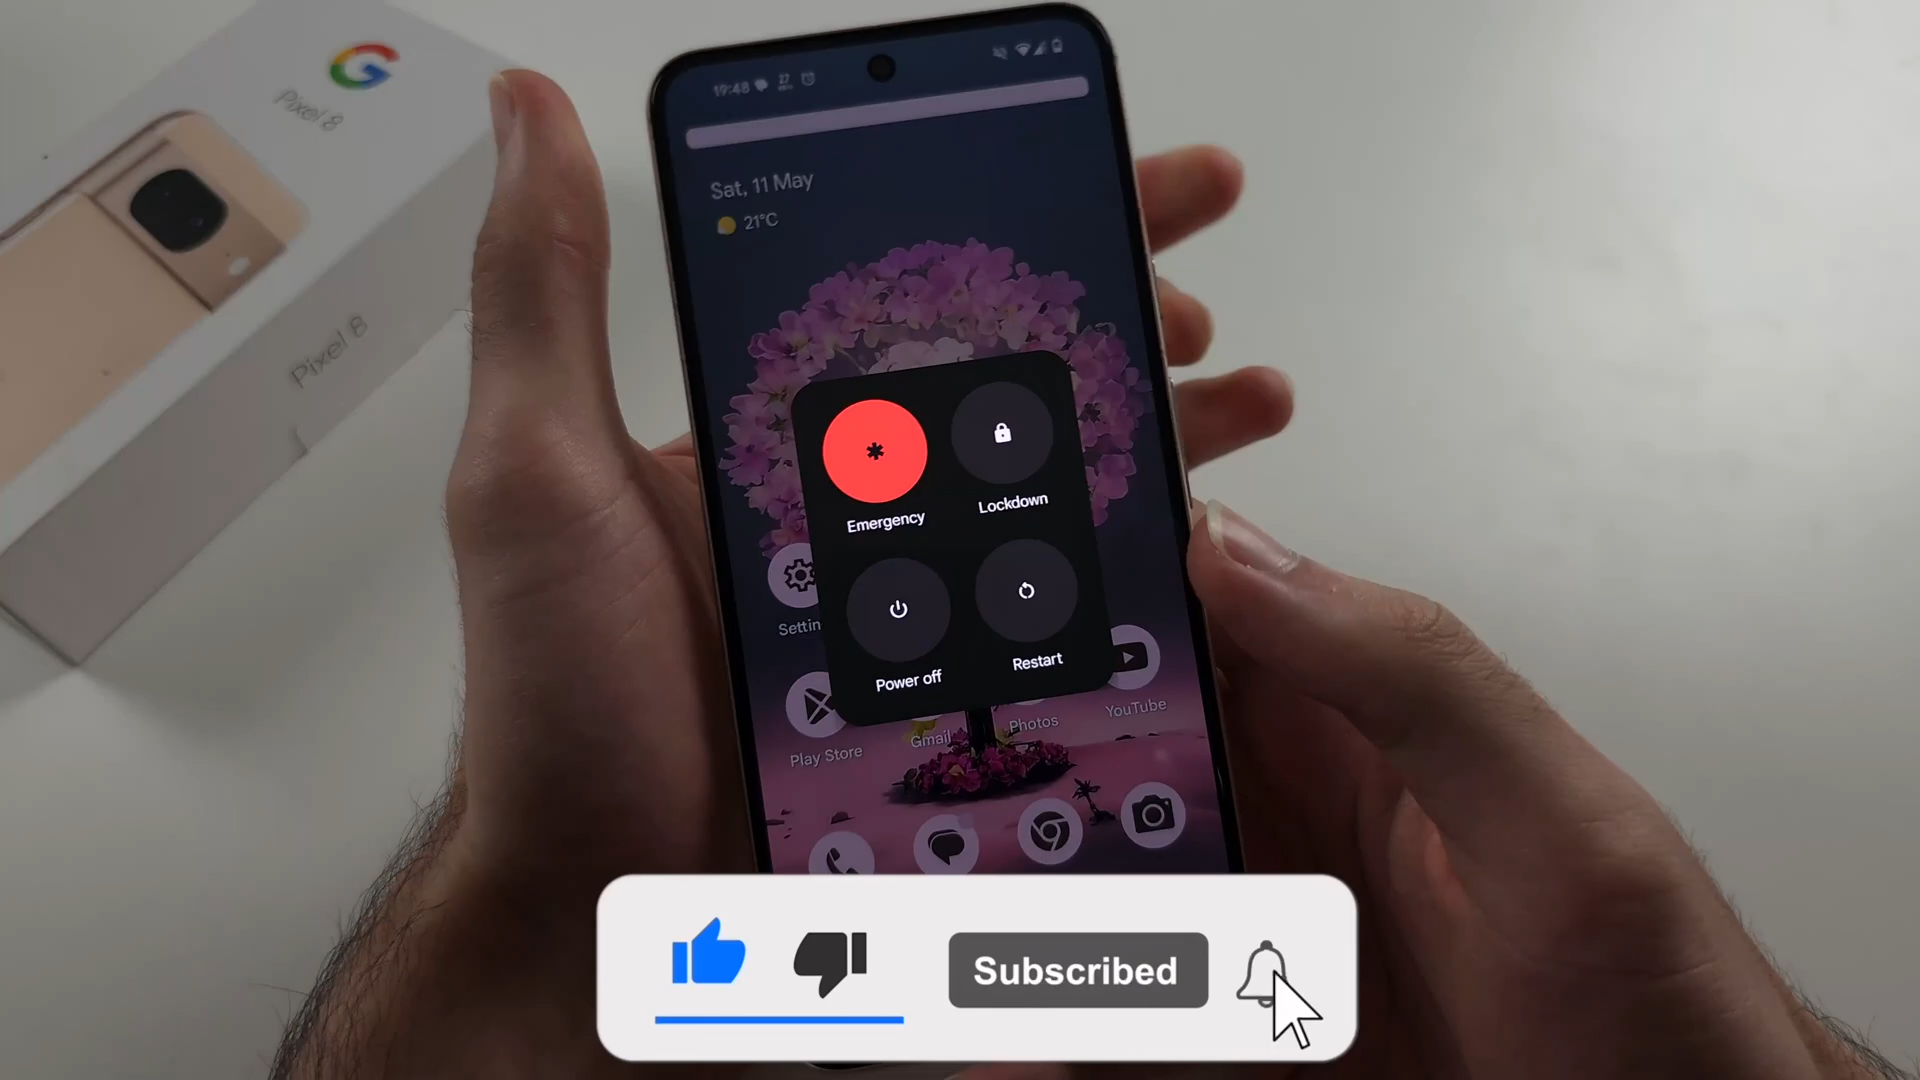 G
Pixel 8
Pixel 8
19:48 27
Sat, 11 May
21°C
Emergency
Lockdown
Power off
Restart
Settin
Play Store
Gmail
Photos
YouTube
Subscribed